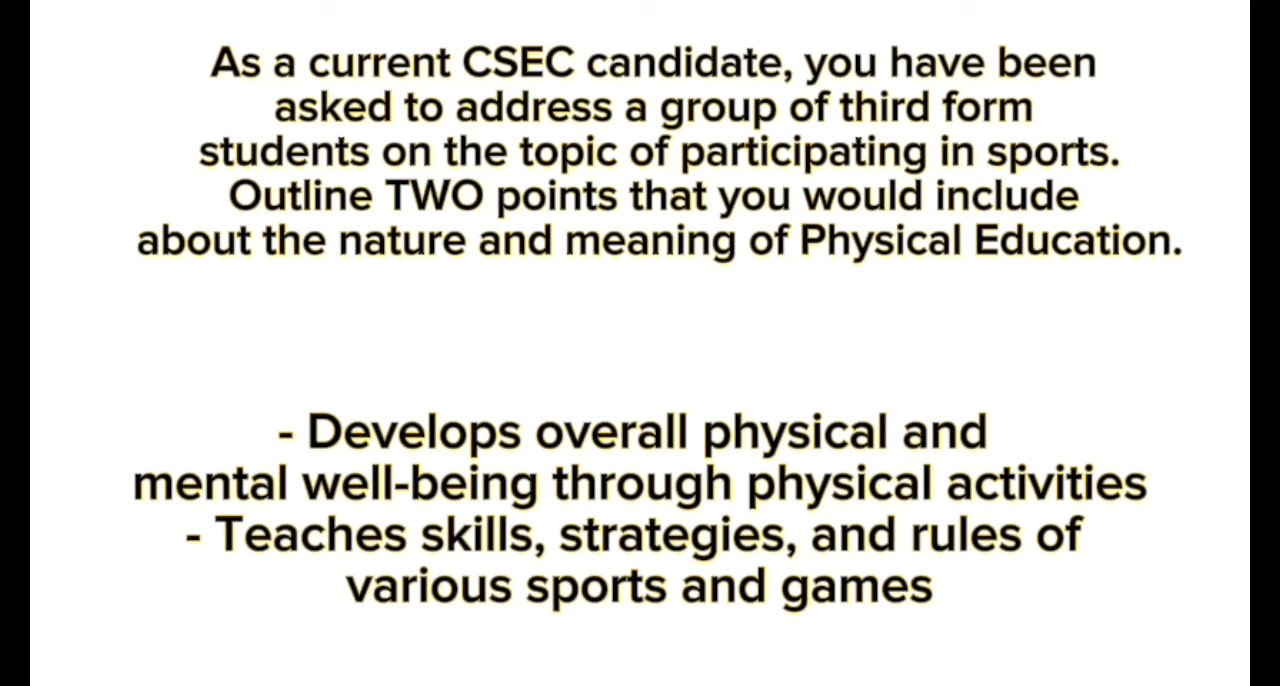 As a current CSEC candidate, you have been
asked to address a group of third form
students on the topic of participating in sports.
Outline TWO points that you would include
about the nature and meaning of Physical Education.
- Develops overall physical and
mental well-being through physical activities
- Teaches skills, strategies, and rules of
various sports and games